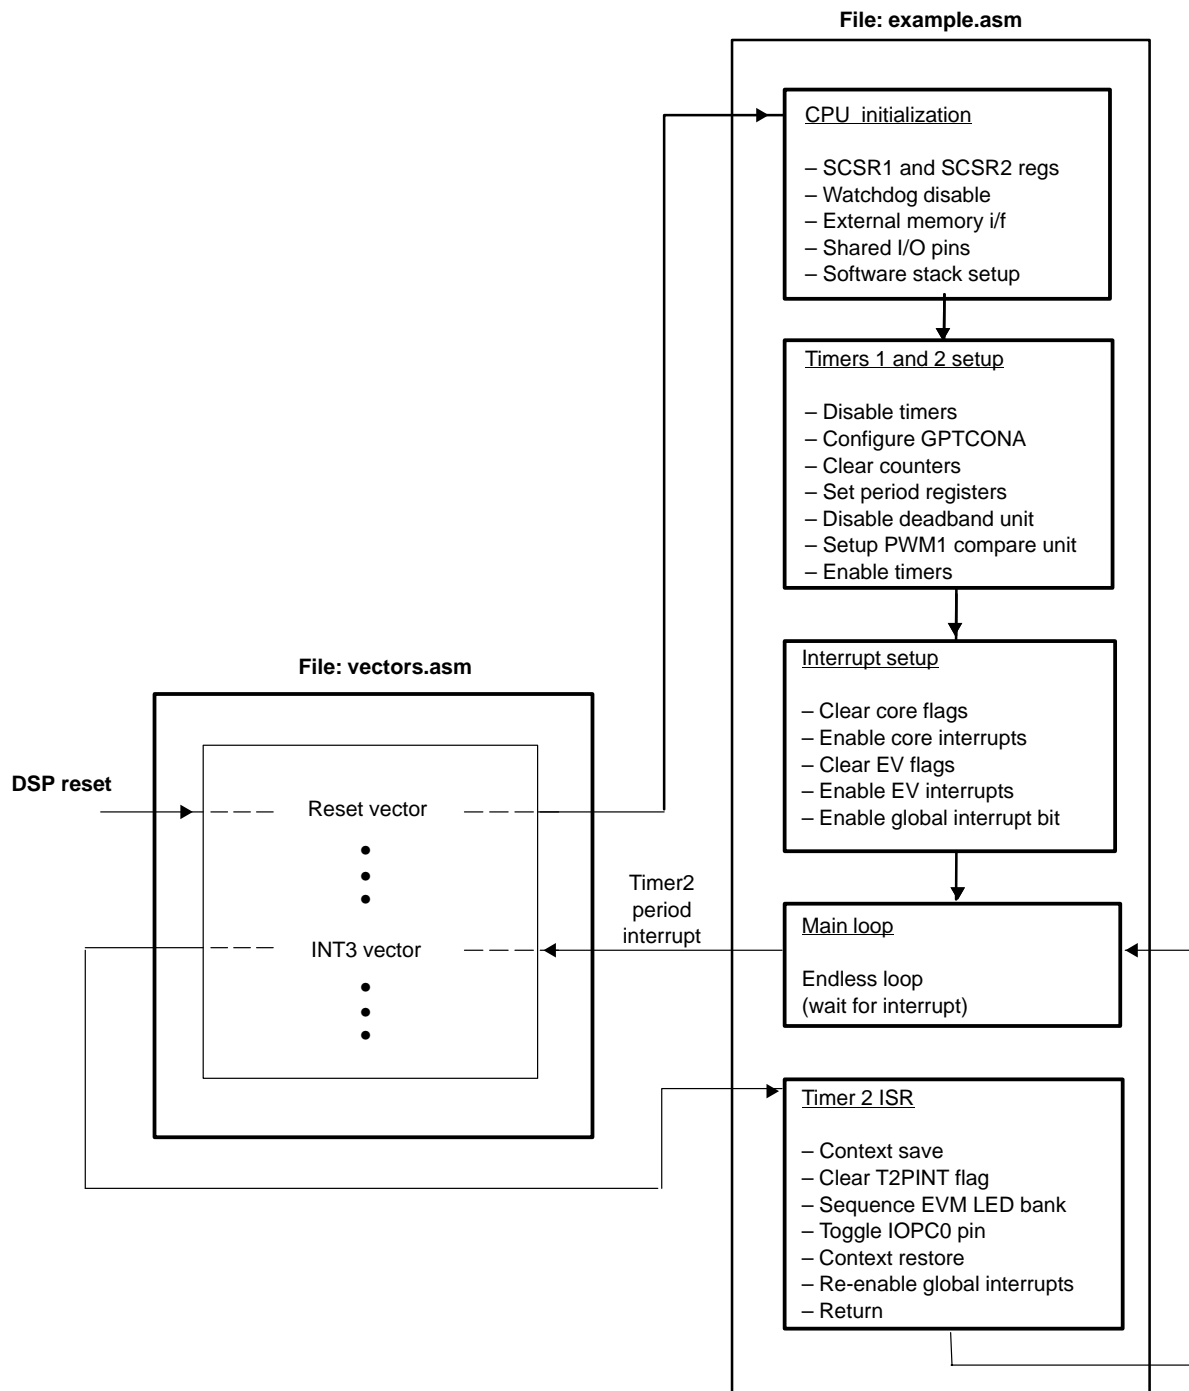 File: example.asm
CPU initialization
– SCSR1 and SCSR2 regs
– Watchdog disable
– External memory i/f
– Shared I/O pins
– Software stack setup
Timers 1 and 2 setup
– Disable timers
– Configure GPTCONA
– Clear counters
– Set period registers
– Disable deadband unit
– Setup PWM1 compare unit
– Enable timers
Interrupt setup
– Clear core flags
– Enable core interrupts
– Clear EV flags
– Enable EV interrupts
– Enable global interrupt bit
File: vectors.asm
DSP reset
Reset vector
INT3 vector
Timer2
period
interrupt
Main loop
Endless loop
(wait for interrupt)
Timer 2 ISR
– Context save
– Clear T2PINT flag
– Sequence EVM LED bank
– Toggle IOPC0 pin
– Context restore
– Re-enable global interrupts
– Return